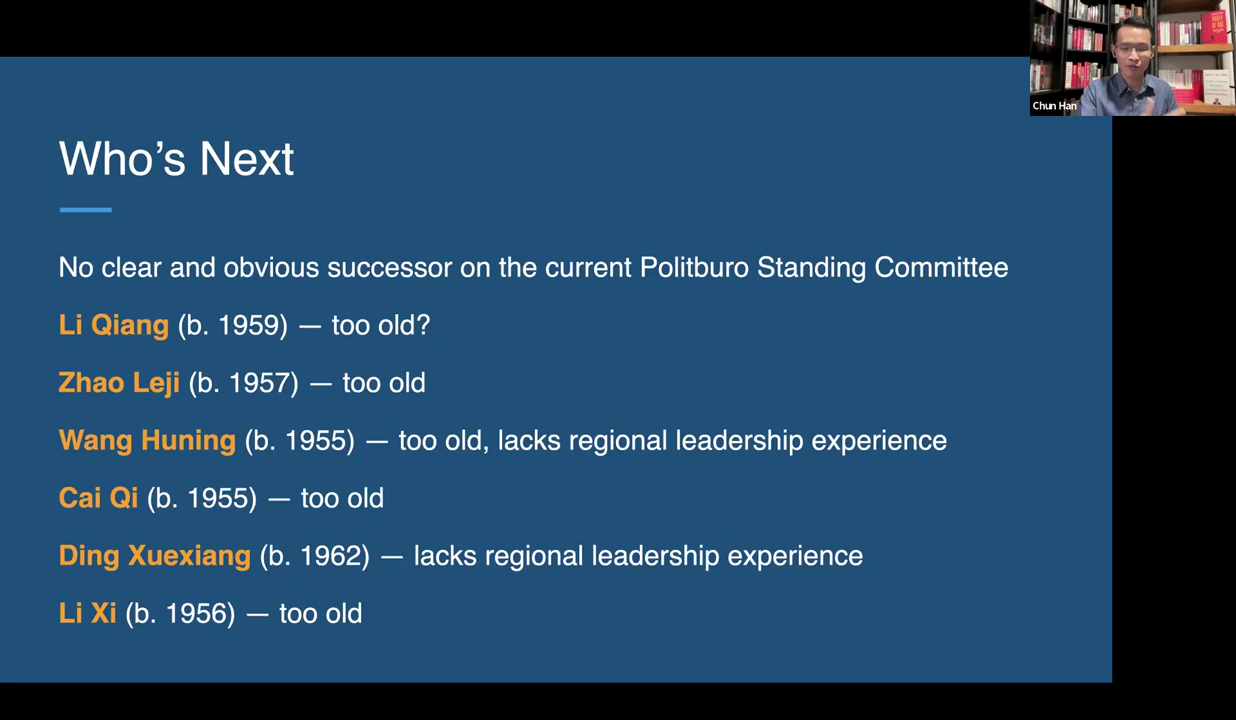 Who's Next
No clear and obvious successor on the current Politburo Standing Committee
Li Qiang (b. 1959) — too old?
Zhao Leji (b. 1957) — too old
Wang Huning (b. 1955) — too old, lacks regional leadership experience
Cai Qi (b. 1955) — too old
Ding Xuexiang (b. 1962) — lacks regional leadership experience
Li Xi (b. 1956) — too old
Chun Han